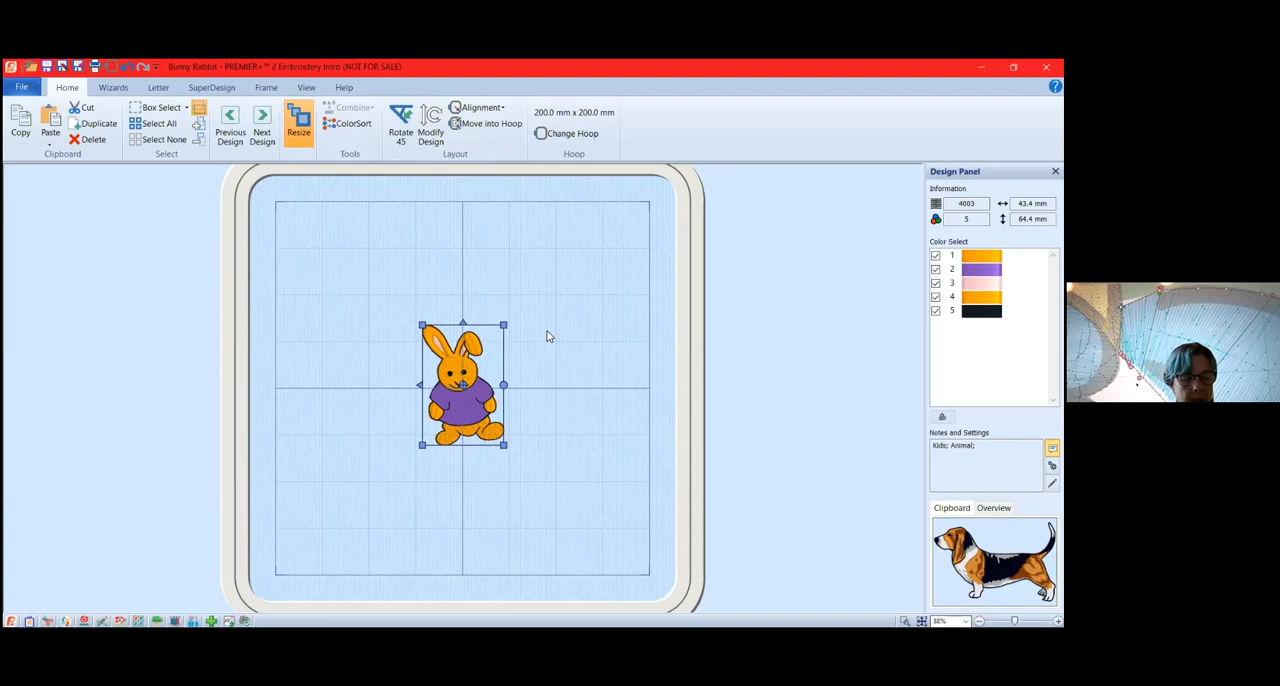 Bunny Rabbit - PREMIER+™ 2 Embroidery Intro (NOT FOR SALE)
File Home Wizards Letter SuperDesign Frame View Help
Copy
Paste
Cut
Duplicate
Delete
Clipboard
Box Select
Select All
Select None
Select
Previous Design
Next Design
Resize
Combine
ColorSort
Tools
Rotate 45
Modify Design
Alignment
Move into Hoop
Layout
200.0 mm x 200.0 mm
Change Hoop
Hoop
Design Panel
Information
4003 43.4 mm
5 64.4 mm
Color Select
1
2
3
4
5
Notes and Settings
Kids; Animal;
Clipboard Overview
88%